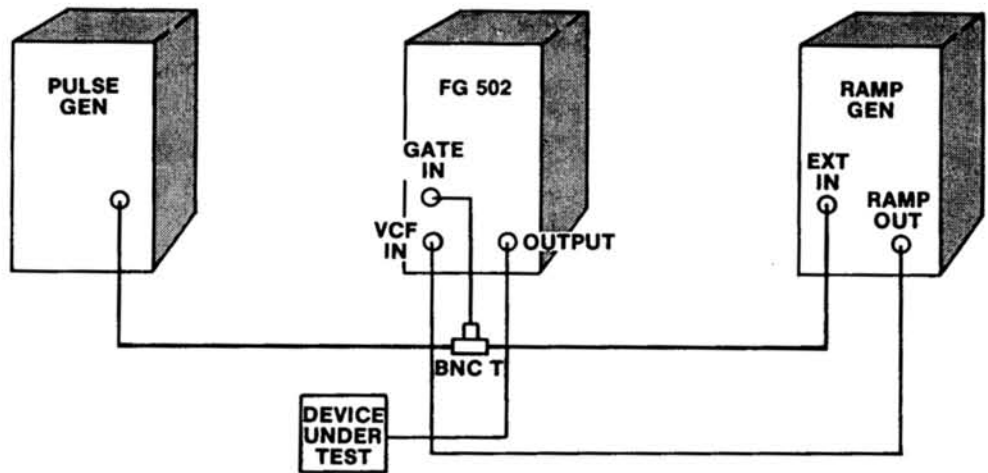 PULSE
GEN
FG 502
GATE
IN
VCF
IN
OUTPUT
RAMP
GEN
EXT
IN
RAMP
OUT
BNC T
DEVICE
UNDER
TEST